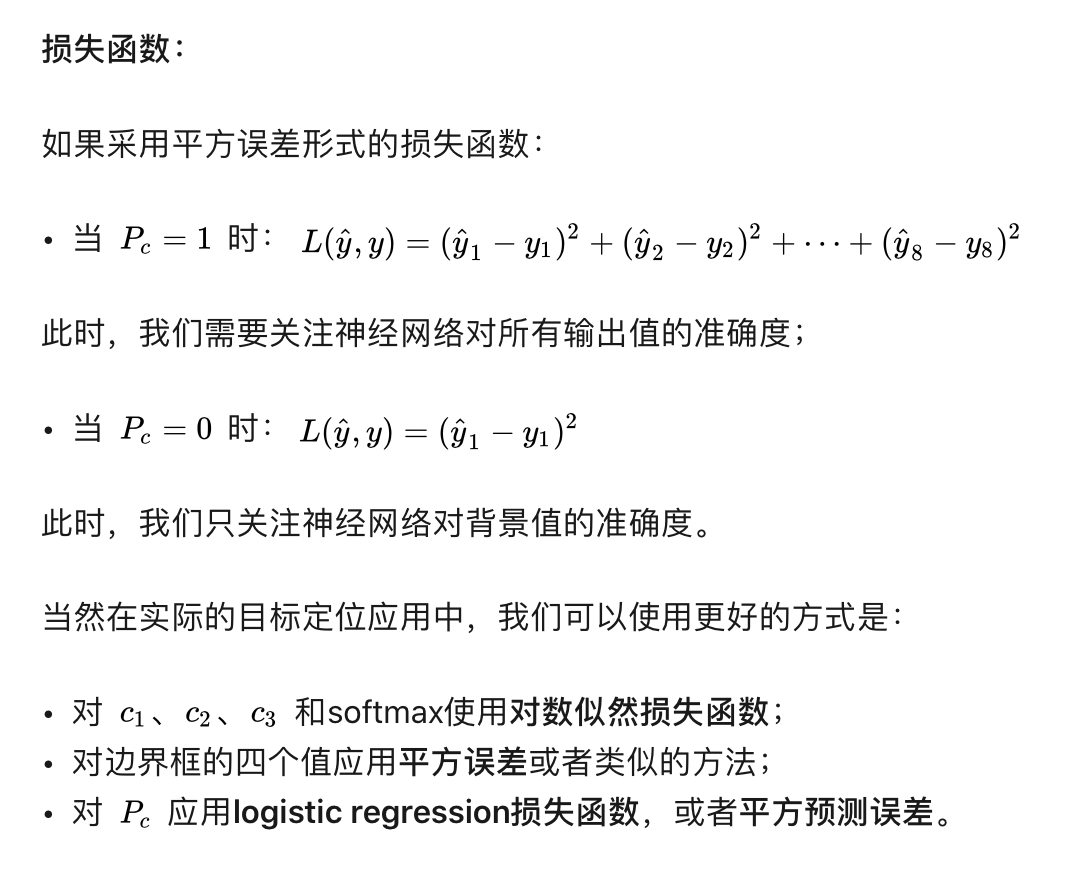 损失函数：
如果采用平方误差形式的损失函数：
• 当 $P_c = 1$ 时： $L(\hat{y}, y) = (\hat{y}_1 - y_1)^2 + (\hat{y}_2 - y_2)^2 + \cdots + (\hat{y}_8 - y_8)^2$
此时，我们需要关注神经网络对所有输出值的准确度；
• 当 $P_c = 0$ 时： $L(\hat{y}, y) = (\hat{y}_1 - y_1)^2$
此时，我们只关注神经网络对背景值的准确度。
当然在实际的目标定位应用中，我们可以使用更好的方式是：
• 对 $c_1$、$c_2$、$c_3$ 和softmax使用对数似然损失函数；
• 对边界框的四个值应用平方误差或者类似的方法；
• 对 $P_c$ 应用logistic regression损失函数，或者平方预测误差。